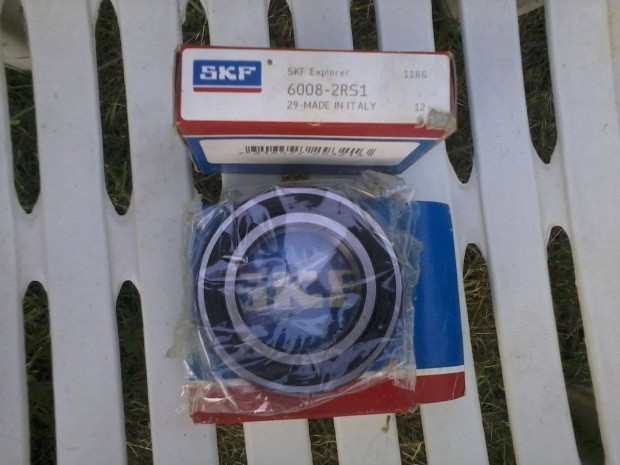 SKF
SKF Explorer 118G
6008-2RS1
29-MADE IN ITALY 12
SKF